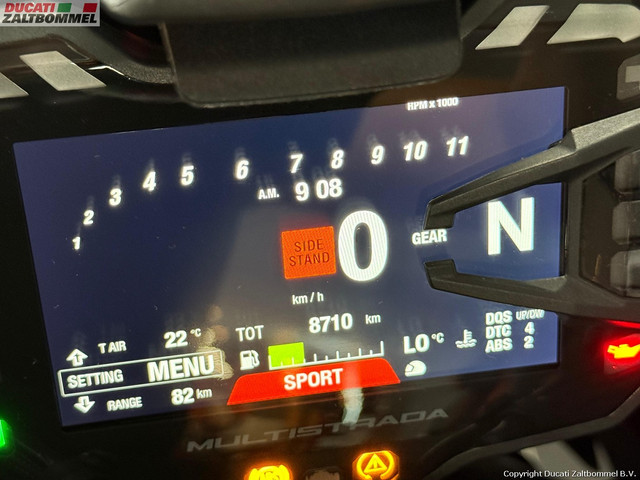 DUCATI
ZALTBOMMEL
RPM x 1000
1 2 3 4 5 6 7 8 9 10 11
A.M. 9 08
SIDE
STAND
0
GEAR N
km / h
T AIR 22 °C
TOT 8710 km
SETTING MENU
RANGE 82 km
SPORT
LO °C
DQS UP/DW
DTC 4
ABS 2
MULTISTRADA
Copyright Ducati Zaltbommel B.V.